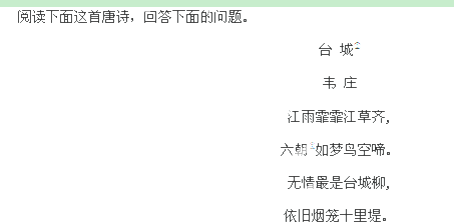 阅读下面这首唐诗，回答下面的问题。
台 城
韦 庄
江雨霏霏江草齐，
六朝如梦鸟空啼。
无情最是台城柳，
依旧烟笼十里堤。